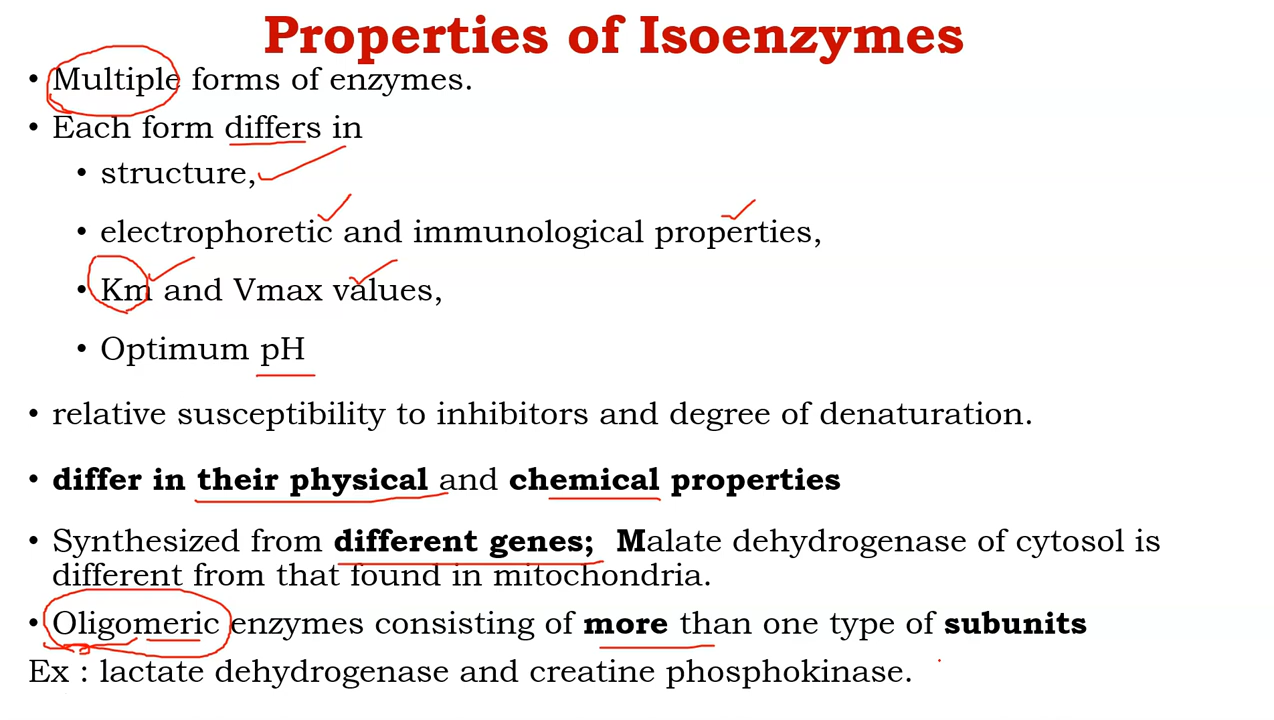 Properties of Isoenzymes
• Multiple forms of enzymes.
• Each form differs in
• structure,
• electrophoretic and immunological properties,
• Km and Vmax values,
• Optimum pH
• relative susceptibility to inhibitors and degree of denaturation.
• differ in their physical and chemical properties
• Synthesized from different genes; Malate dehydrogenase of cytosol is
different from that found in mitochondria.
• Oligomeric enzymes consisting of more than one type of subunits
Ex : lactate dehydrogenase and creatine phosphokinase.